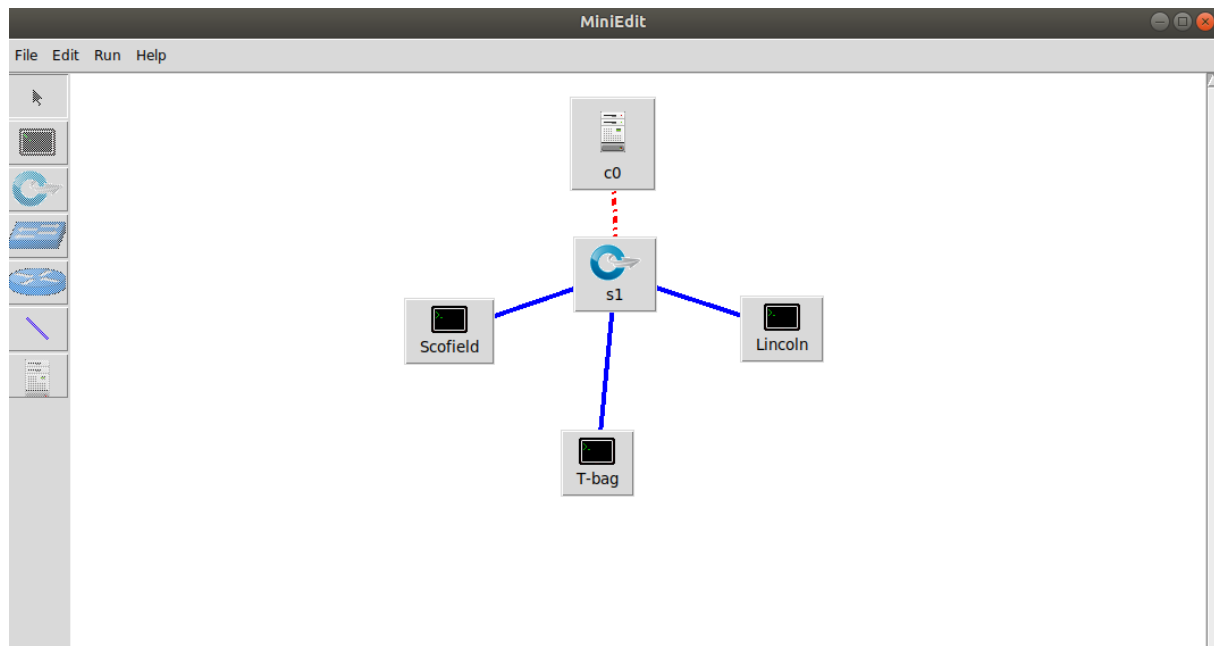 MiniEdit
File Edit Run Help
c0
s1
Scofield
Lincoln
T-bag